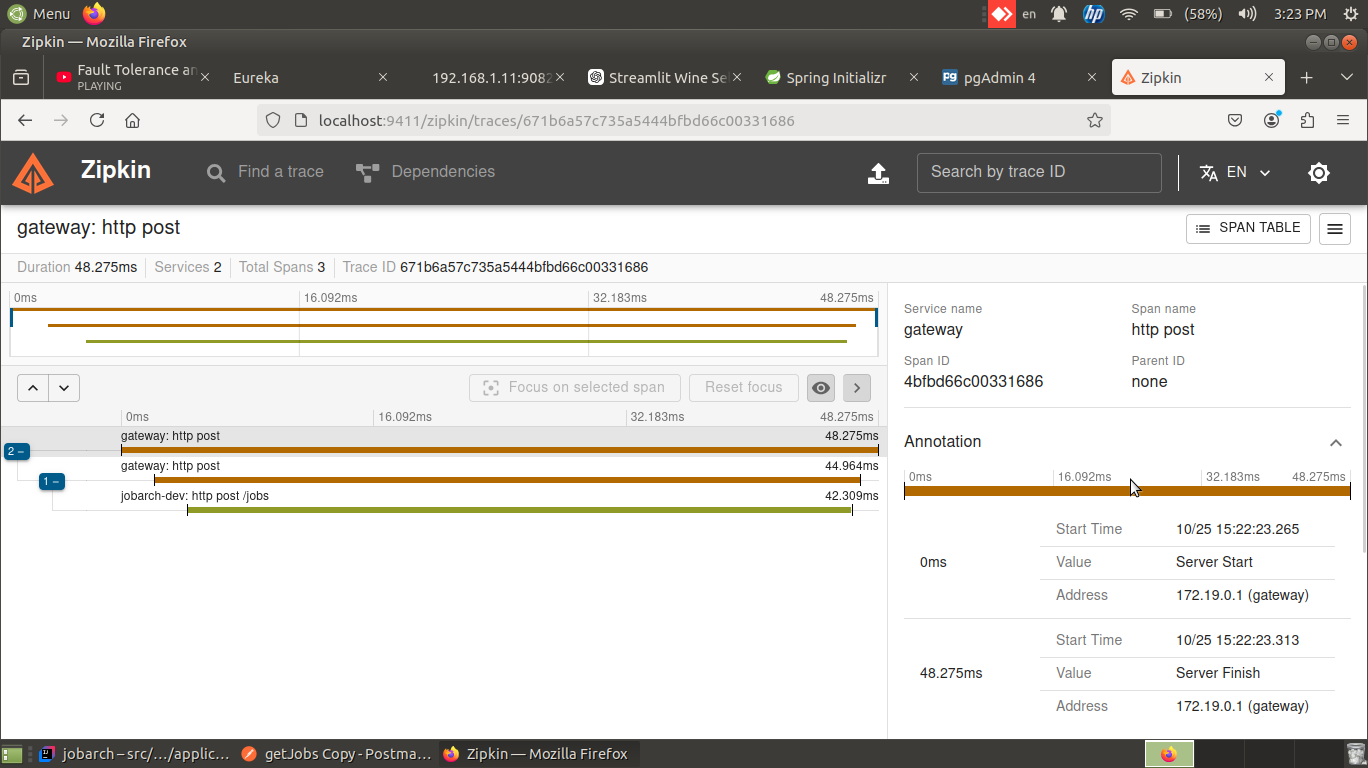 Menu
en
hp
(58%)
3:23 PM
Zipkin — Mozilla Firefox
Fault Tolerance an
PLAYING
Eureka
192.168.1.11:9082
Streamlit Wine Se
Spring Initializr
pgAdmin 4
Zipkin
localhost:9411/zipkin/traces/671b6a57c735a5444bfbd66c00331686
Zipkin
Find a trace
Dependencies
Search by trace ID
EN
gateway: http post
SPAN TABLE
Duration 48.275ms
Services 2
Total Spans 3
Trace ID 671b6a57c735a5444bfbd66c00331686
0ms 16.092ms 32.183ms 48.275ms
Focus on selected span
Reset focus
0ms 16.092ms 32.183ms 48.275ms
gateway: http post 48.275ms
2 −
gateway: http post 44.964ms
1 −
jobarch-dev: http post /jobs 42.309ms
Service name
gateway
Span name
http post
Span ID
4bfbd66c00331686
Parent ID
none
Annotation
0ms 16.092ms 32.183ms 48.275ms
0ms
Start Time 10/25 15:22:23.265
Value Server Start
Address 172.19.0.1 (gateway)
48.275ms
Start Time 10/25 15:22:23.313
Value Server Finish
Address 172.19.0.1 (gateway)
jobarch – src/.../applic...
getJobs Copy - Postma...
Zipkin — Mozilla Firefox